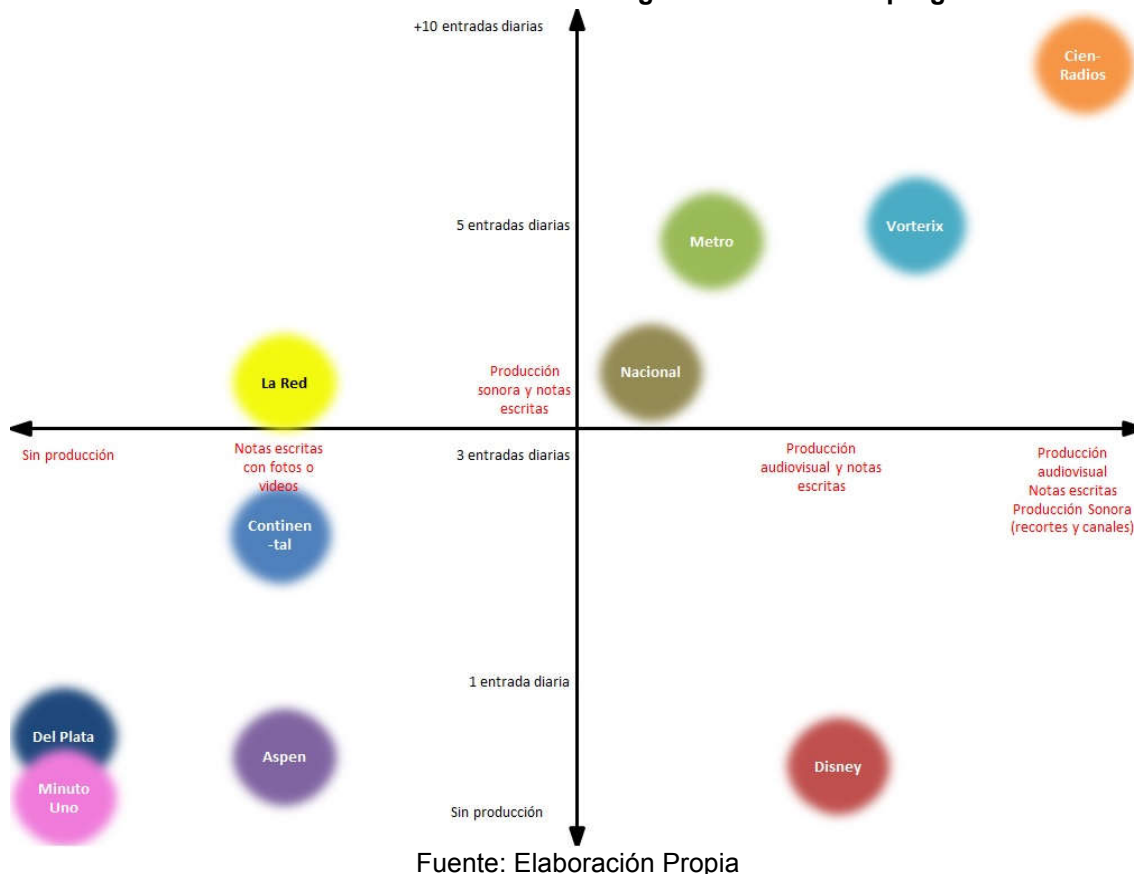 +10 entradas diarias
Cien-
Radios
5 entradas diarias
Metro
Vorterix
La Red
Producción
sonora y notas
escritas
Nacional
Sin producción
Notas escritas
con fotos o
videos
3 entradas diarias
Producción
audiovisual y notas
escritas
Producción
audiovisual
Notas escritas
Producción Sonora
(recortes y canales)
Continen
-tal
1 entrada diaria
Del Plata
Aspen
Disney
Minuto
Uno
Sin producción
Fuente: Elaboración Propia